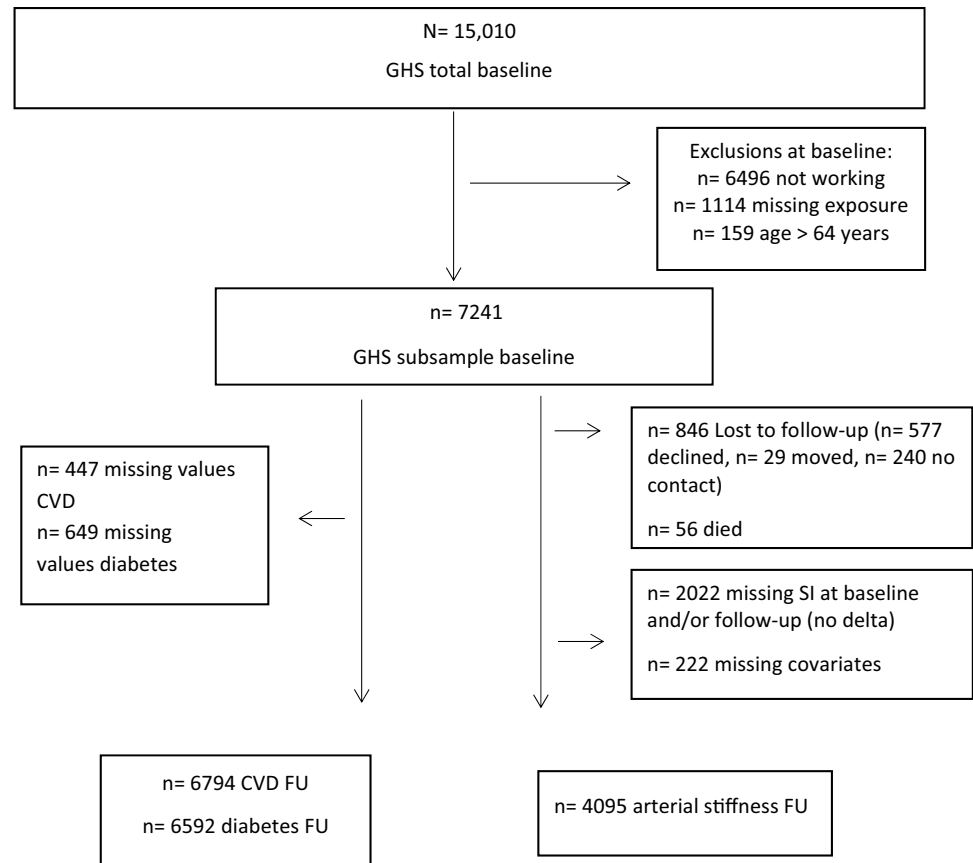 N= 15,010
GHS total baseline
Exclusions at baseline:
n= 6496 not working
n= 1114 missing exposure
n= 159 age > 64 years
n= 7241
GHS subsample baseline
n= 447 missing values
CVD
n= 649 missing
values diabetes
n= 846 Lost to follow-up (n= 577
declined, n= 29 moved, n= 240 no
contact)
n= 56 died
n= 2022 missing SI at baseline
and/or follow-up (no delta)
n= 222 missing covariates
n= 6794 CVD FU
n= 6592 diabetes FU
n= 4095 arterial stiffness FU